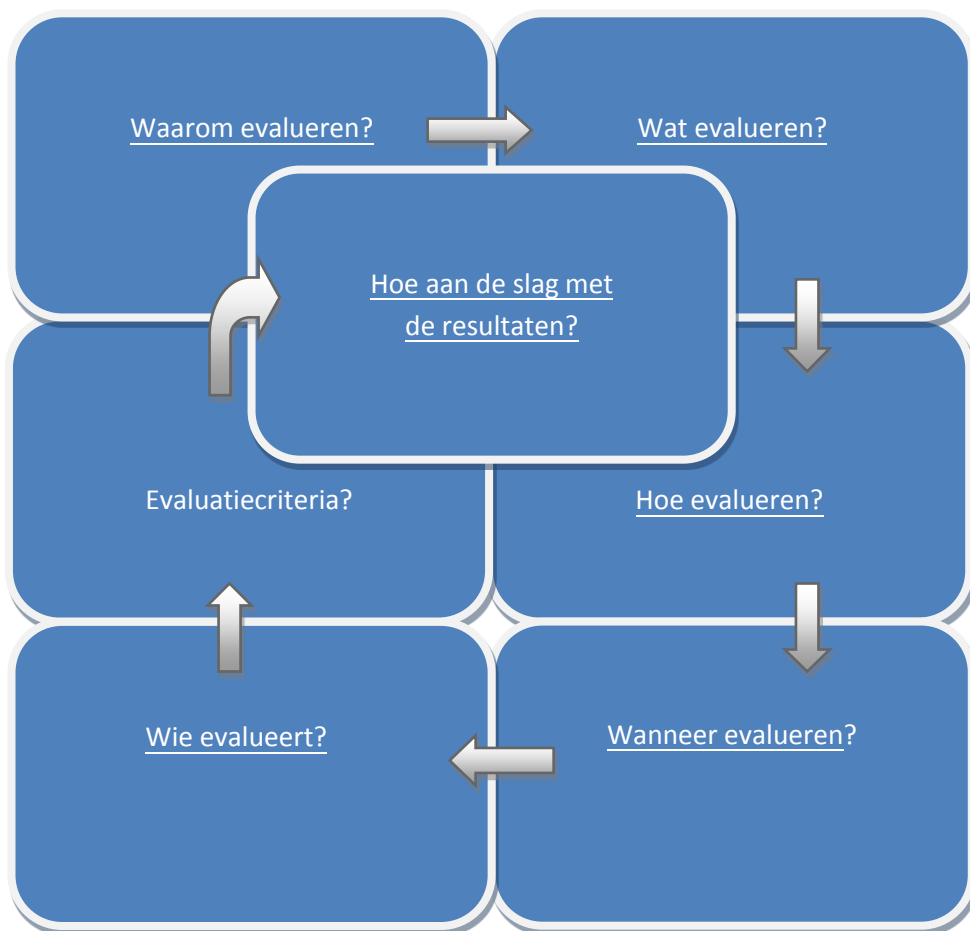 Waarom evalueren?
Wat evalueren?
Hoe aan de slag met
de resultaten?
Evaluatiecriteria?
Hoe evalueren?
Wie evalueert?
Wanneer evalueren?